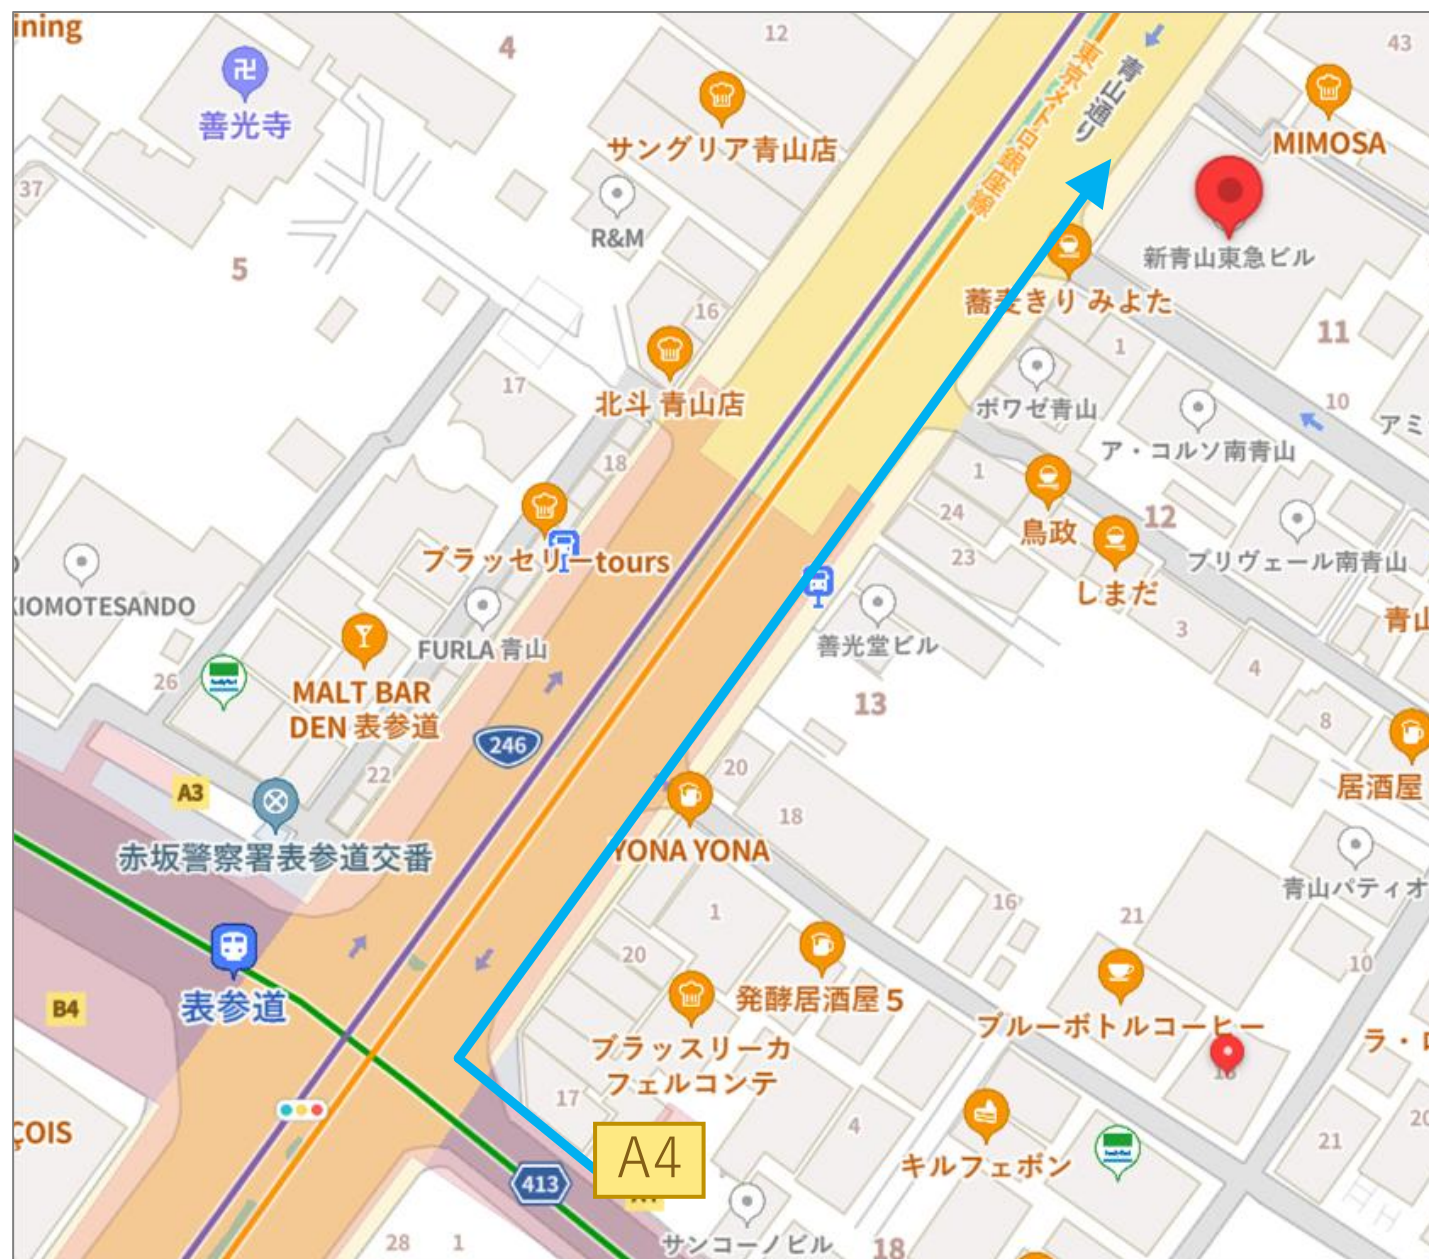 ining
4
12
43
善光寺
サングリア青山店
東京メトロ銀座線
青山通り
MIMOSA
37
R&M
新青山東急ビル
5
蕎麦きり みよた
16
11
1
17
北斗 青山店
ボワゼ青山
10
アミ
ア・コルソ南青山
18
1
24
12
鳥政
ブラッセリーtours
23
プリヴェール南青山
しまだ
KIOMOTESANDO
FURLA 青山
善光堂ビル
3
青山
26
4
MALT BAR
DEN 表参道
13
8
246
22
20
A3
居酒屋
18
赤坂警察署表参道交番
YONA YONA
青山パティオ
16
1
21
20
10
表参道
B4
発酵居酒屋５
ブルーボトルコーヒー
ブラッスリーカ
フェルコンテ
ラ・
17
4
ÇOIS
21
20
A4
キルフェボン
413
28
1
サンコーノビル
18